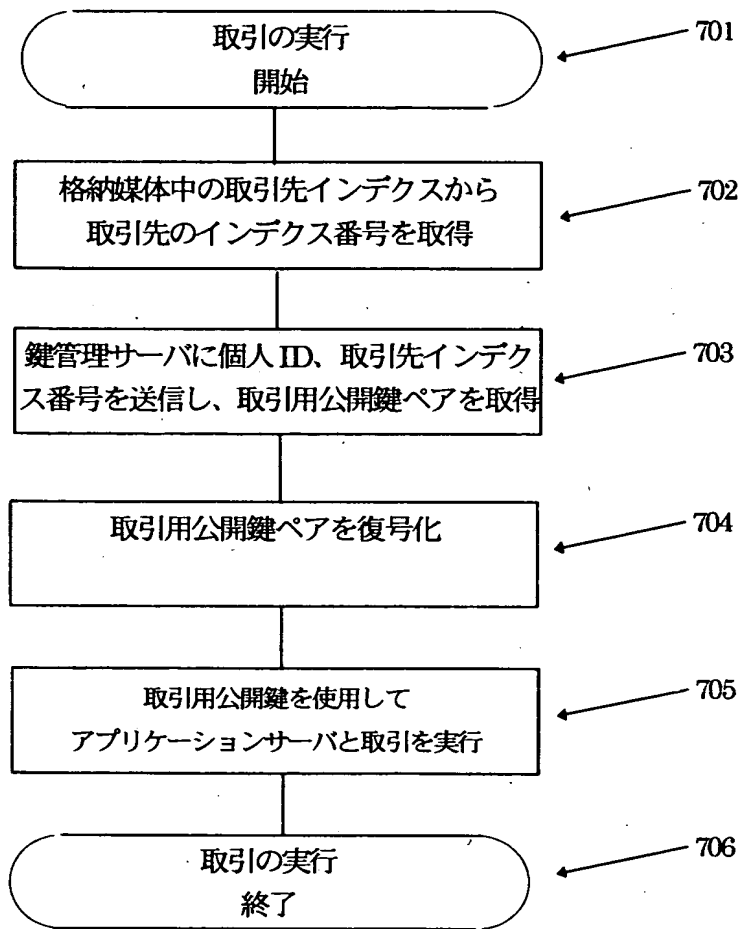 取引の実行
開始
701
格納媒体中の取引先インデクスから
取引先のインデクス番号を取得
702
鍵管理サーバに個人ID、取引先インデク
ス番号を送信し、取引用公開鍵ペアを取得
703
取引用公開鍵ペアを復号化
704
取引用公開鍵を使用して
アプリケーションサーバと取引を実行
705
取引の実行
終了
706